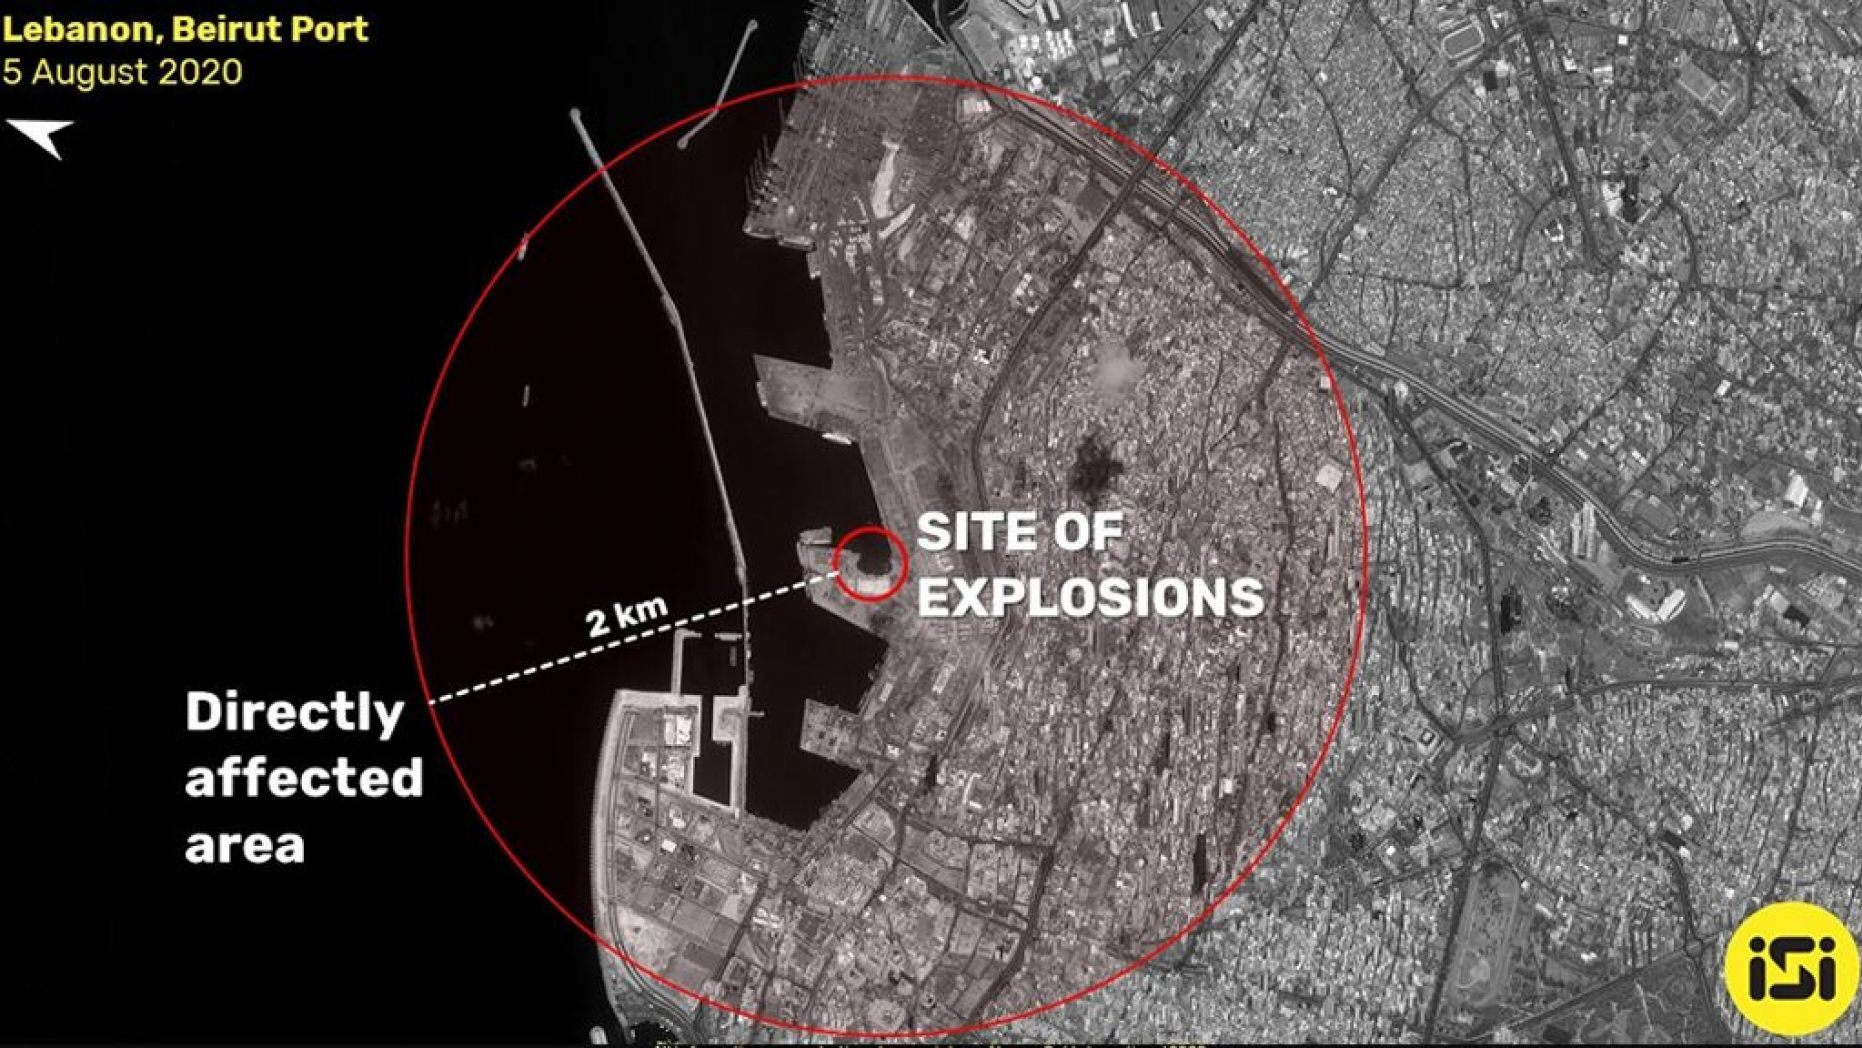 Lebanon, Beirut Port
5 August 2020
SITE OF
EXPLOSIONS
2 km
Directly
affected
area
iSi